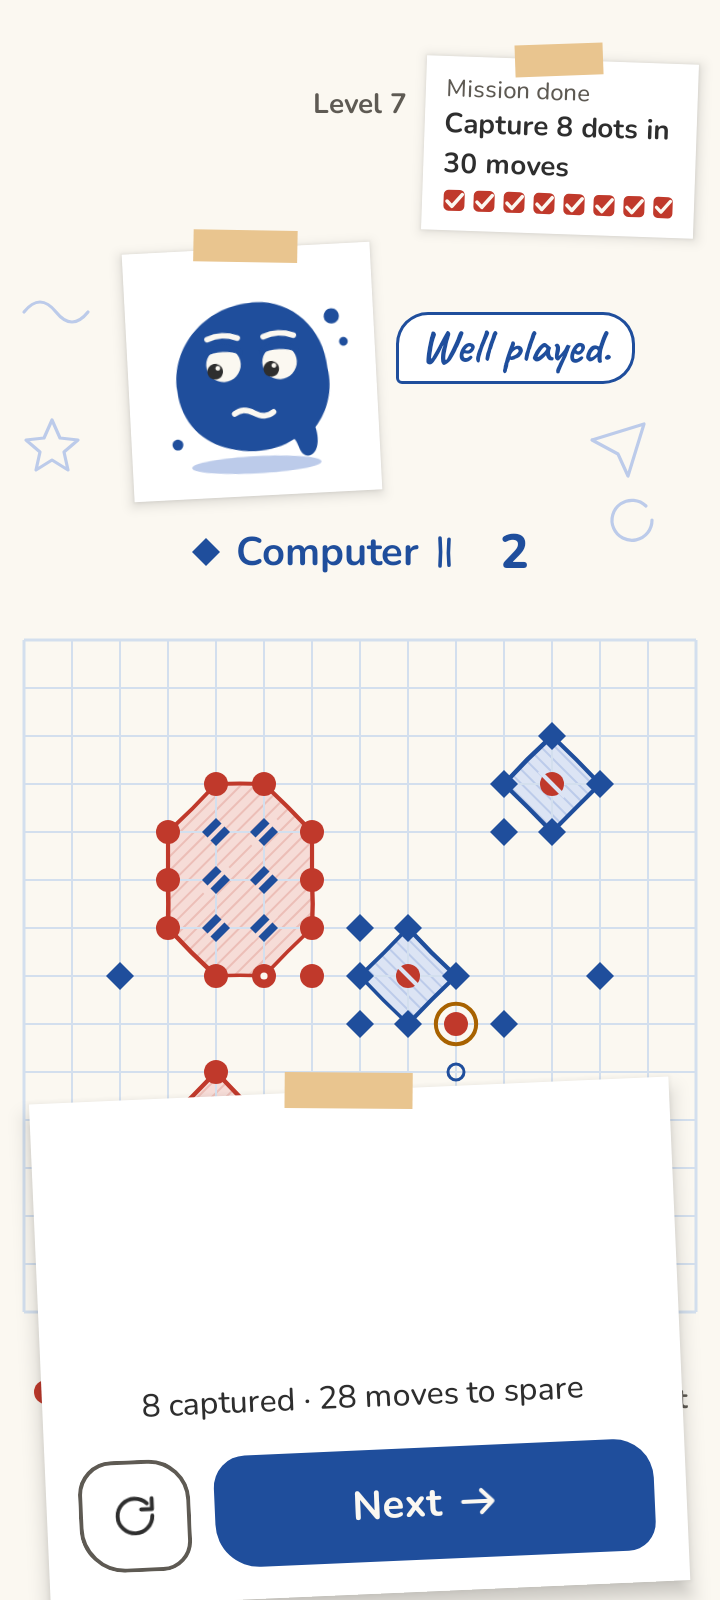 Level 7
Mission done
Capture 8 dots in
30 moves
Well played.
Computer 2
8 captured · 28 moves to spare
Next